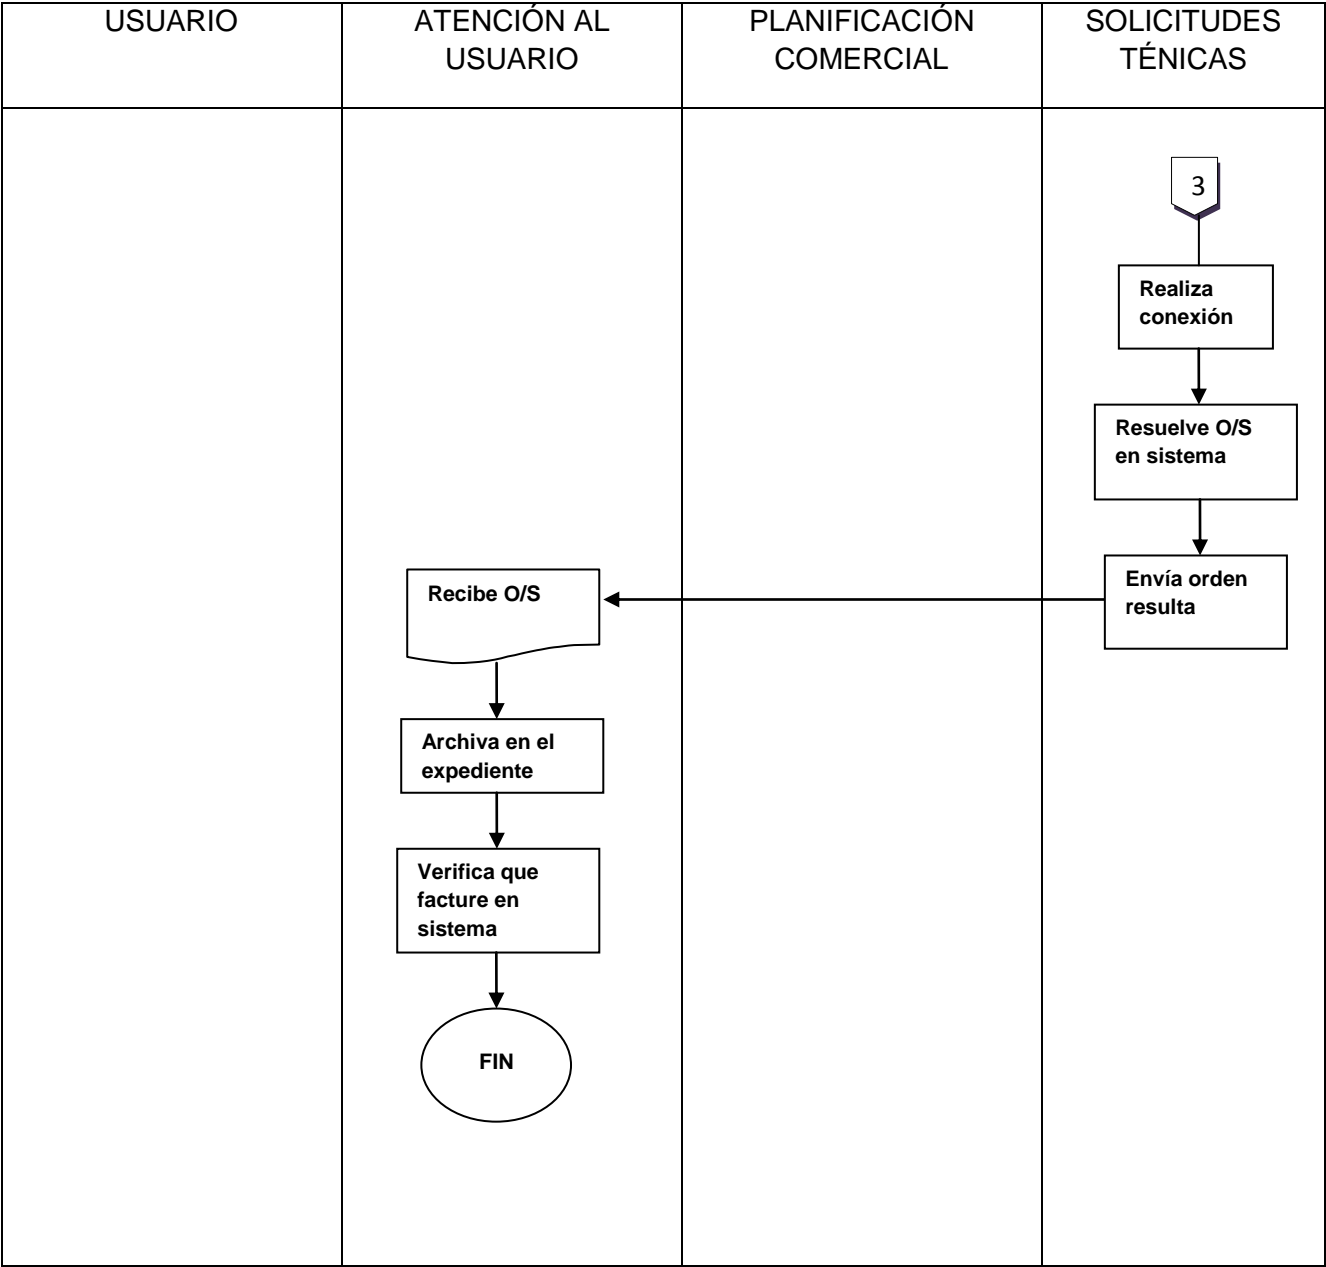 USUARIO
ATENCIÓN AL
USUARIO
PLANIFICACIÓN
COMERCIAL
SOLICITUDES
TÉNICAS
3
Realiza
conexión
Resuelve O/S
en sistema
Envía orden
resulta
Recibe O/S
Archiva en el
expediente
Verifica que
facture en
sistema
FIN